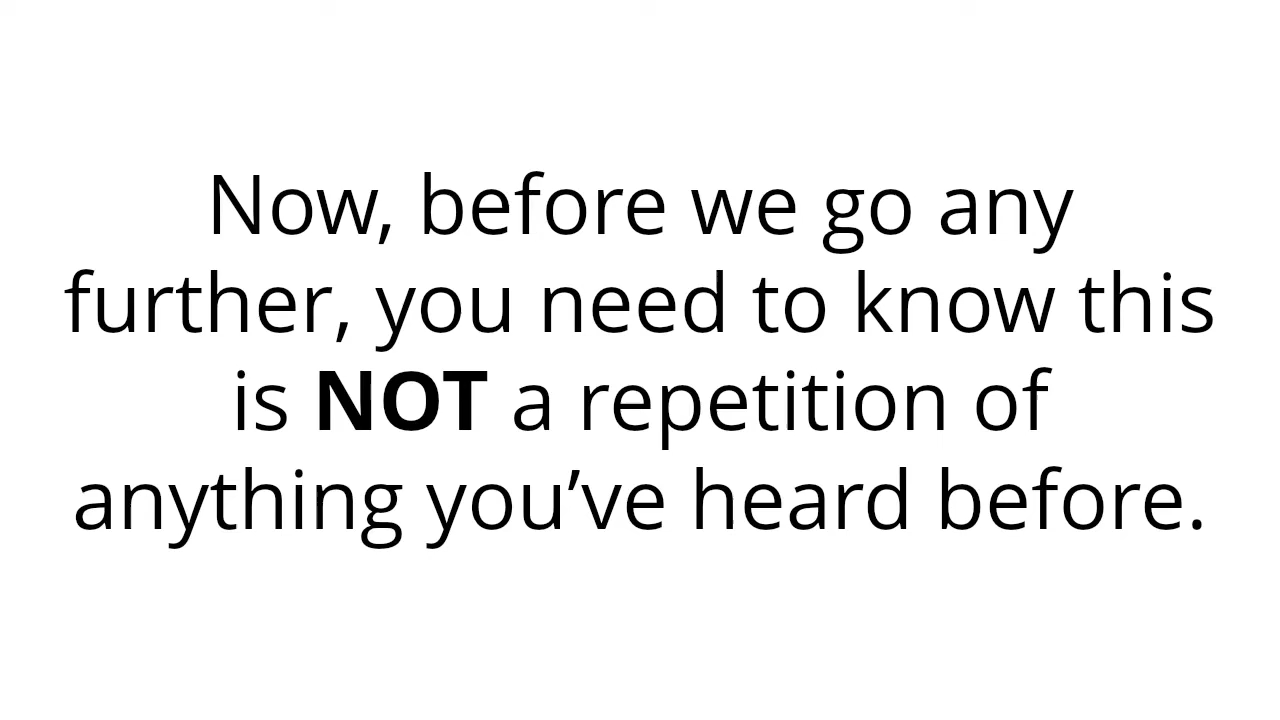 Now, before we go any
further, you need to know this
is NOT a repetition of
anything you’ve heard before.